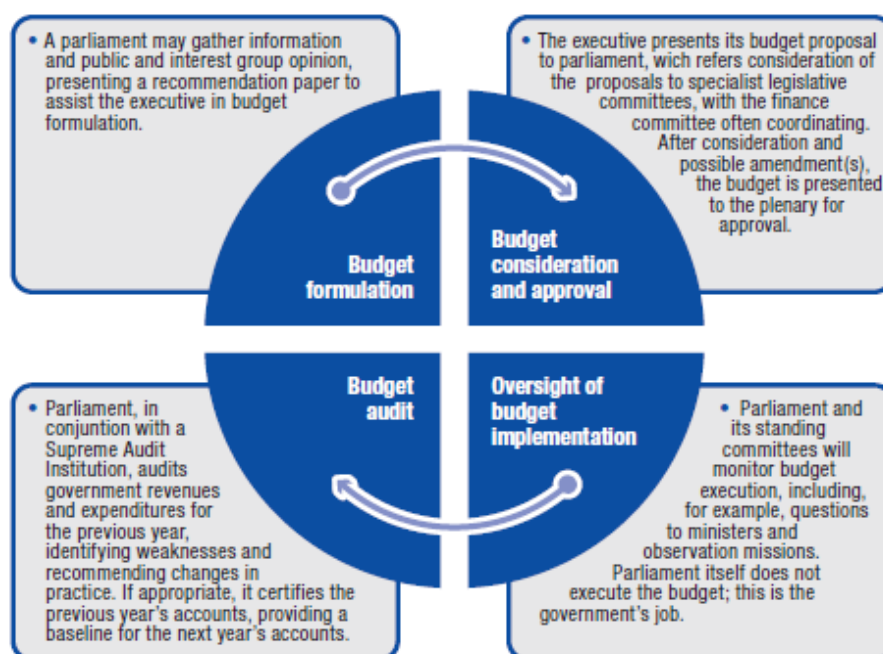 • A parliament may gather information
and public and interest group opinion,
presenting a recommendation paper to
assist the executive in budget
formulation.
• The executive presents its budget proposal
to parliament, wich refers consideration of
the proposals to specialist legislative
committees, with the finance
committee often coordinating.
After consideration and
possible amendment(s),
the budget is presented
to the plenary for
approval.
Budget
formulation
Budget
consideration
and approval
Budget
audit
Oversight of
budget
implementation
• Parliament, in
conjuntion with a
Supreme Audit
Institution, audits
government revenues
and expenditures for
the previous year,
identifying weaknesses and
recommending changes in
practice. If appropriate, it certifies the
previous year's accounts, providing a
baseline for the next year's accounts.
• Parliament and
its standing
committees will
monitor budget
execution, including,
for example, questions
to ministers and
observation missions.
Parliament itself does not
execute the budget; this is the
government's job.